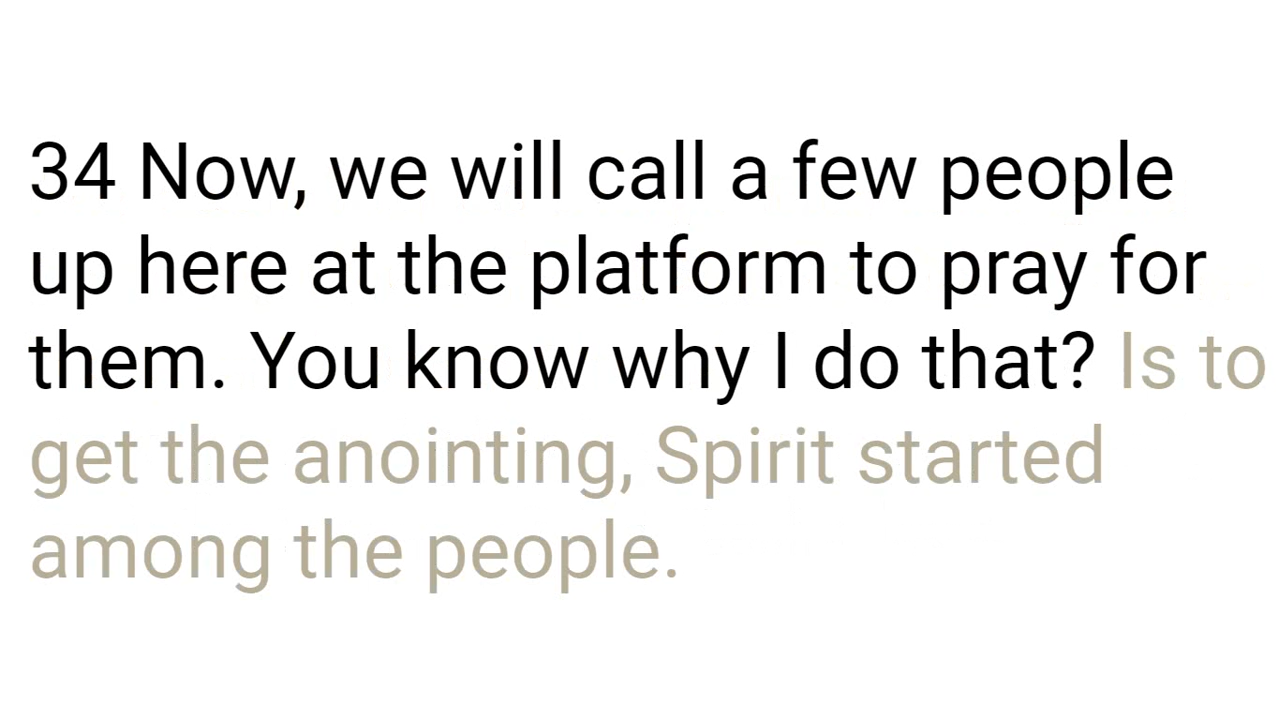 34 Now, we will call a few people
up here at the platform to pray for
them. You know why I do that? Is to
get the anointing, Spirit started
among the people.